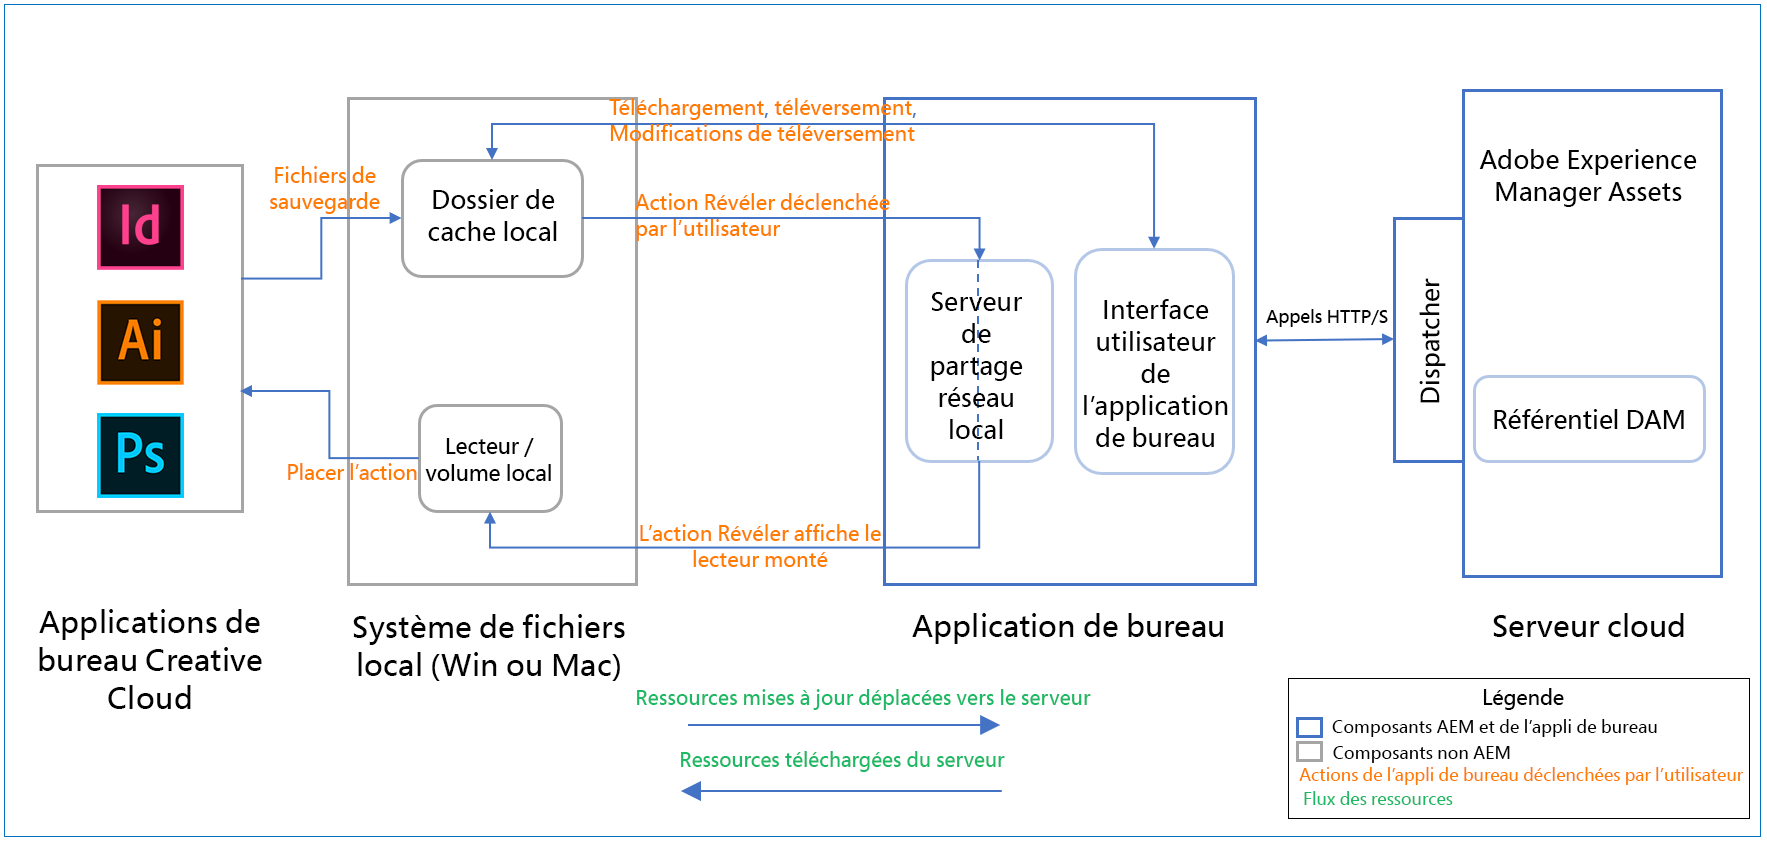 Téléchargement, téléversement,
Modifications de téléversement
Fichiers de
sauvegarde
Id
Ai
Ps
Dossier de
cache local
Action Révéler déclenchée
par l’utilisateur
Adobe Experience
Manager Assets
Serveur
de
partage
réseau
local
Interface
utilisateur
de
l’application
de bureau
Appels HTTP/S
Dispatcher
Référentiel DAM
Lecteur /
volume local
Placer l’action
L’action Révéler affiche le
lecteur monté
Applications de
bureau Creative
Cloud
Système de fichiers
local (Win ou Mac)
Application de bureau
Serveur cloud
Ressources mises à jour déplacées vers le serveur
Ressources téléchargées du serveur
Légende
Composants AEM et de l’appli de bureau
Composants non AEM
Actions de l’appli de bureau déclenchées par l’utilisateur
Flux des ressources